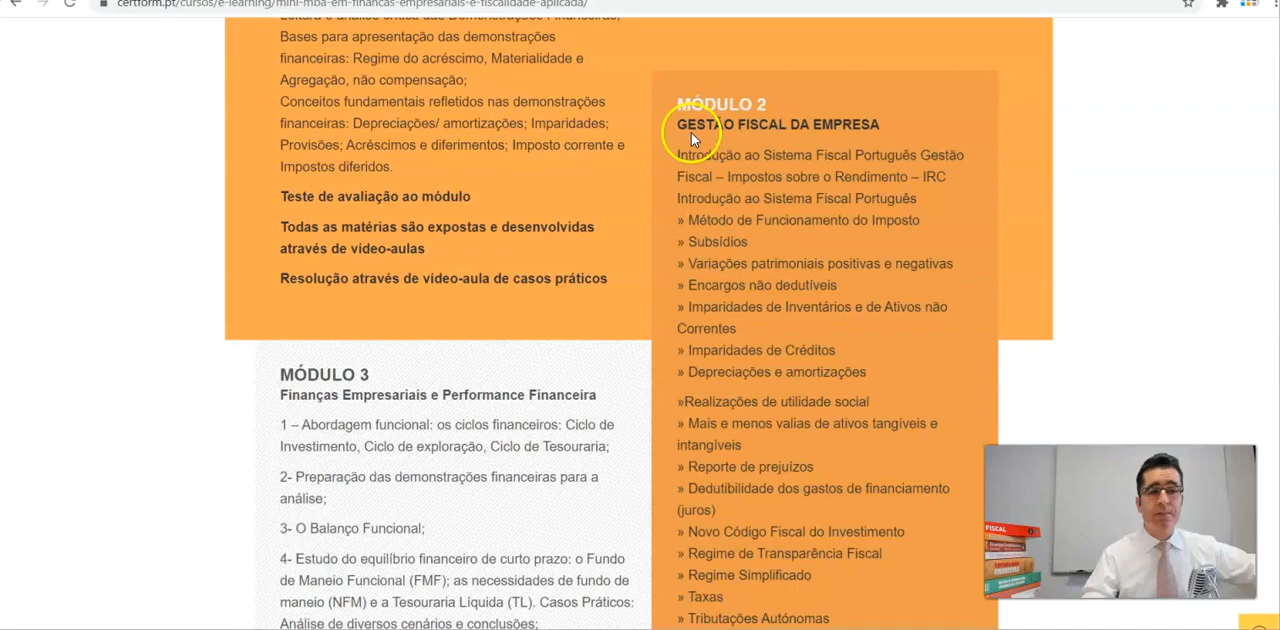 certform.pt/cursos/e-learning/mini-mba-em-financas-empresariais-e-fiscalidade-aplicada/
Leitura e análise crítica das Demonstrações Financeiras;
Bases para apresentação das demonstrações
financeiras: Regime do acréscimo, Materialidade e
Agregação, não compensação;
Conceitos fundamentais refletidos nas demonstrações
financeiras: Depreciações/ amortizações; Imparidades;
Provisões; Acréscimos e diferimentos; Imposto corrente e
Impostos diferidos.
Teste de avaliação ao módulo
Todas as matérias são expostas e desenvolvidas
através de vídeo-aulas
Resolução através de vídeo-aula de casos práticos
MÓDULO 2
GESTÃO FISCAL DA EMPRESA
Introdução ao Sistema Fiscal Português Gestão
Fiscal – Impostos sobre o Rendimento – IRC
Introdução ao Sistema Fiscal Português
» Método de Funcionamento do Imposto
» Subsídios
» Variações patrimoniais positivas e negativas
» Encargos não dedutíveis
» Imparidades de Inventários e de Ativos não
Correntes
» Imparidades de Créditos
» Depreciações e amortizações
»Realizações de utilidade social
» Mais e menos valias de ativos tangíveis e
intangíveis
» Reporte de prejuízos
» Dedutibilidade dos gastos de financiamento
(juros)
» Novo Código Fiscal do Investimento
» Regime de Transparência Fiscal
» Regime Simplificado
» Taxas
» Tributações Autónomas
MÓDULO 3
Finanças Empresariais e Performance Financeira
1 – Abordagem funcional: os ciclos financeiros: Ciclo de
Investimento, Ciclo de exploração, Ciclo de Tesouraria;
2- Preparação das demonstrações financeiras para a
análise;
3- O Balanço Funcional;
4- Estudo do equilíbrio financeiro de curto prazo: o Fundo
de Maneio Funcional (FMF); as necessidades de fundo de
maneio (NFM) e a Tesouraria Líquida (TL). Casos Práticos:
Análise de diversos cenários e conclusões;
FISCAL